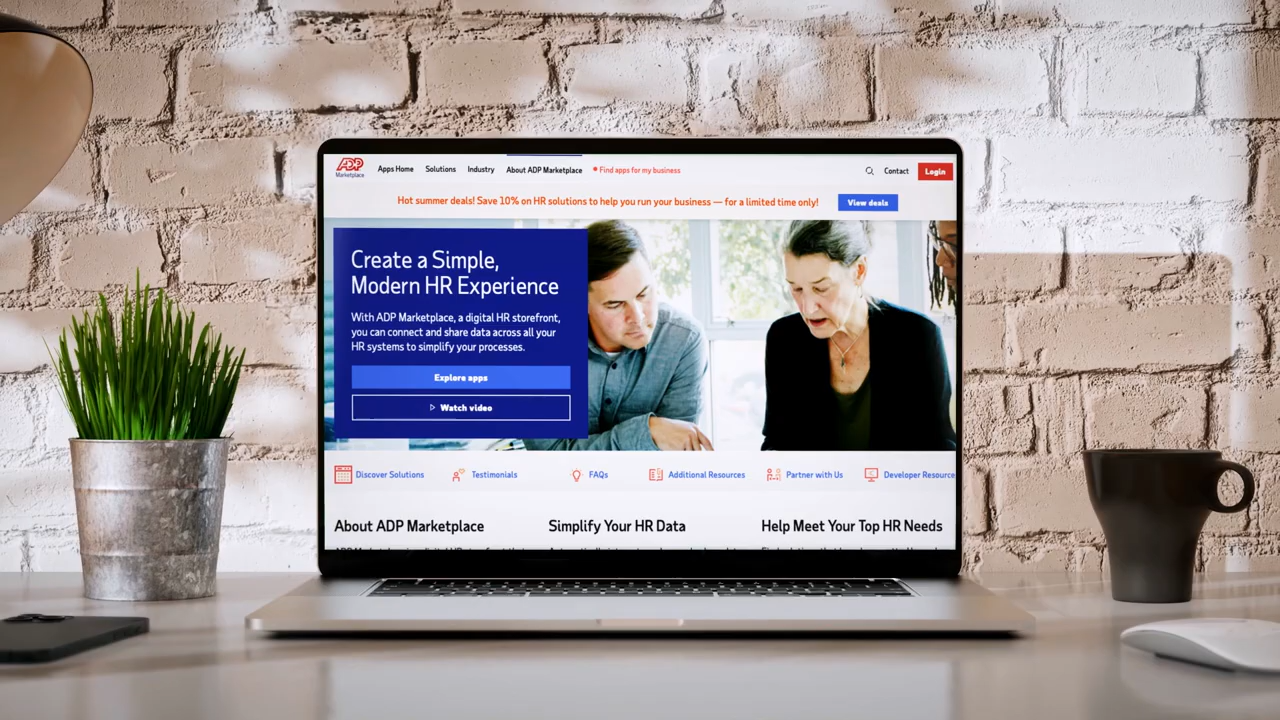 ADP
Marketplace
Apps Home
Solutions
Industry
About ADP Marketplace
Find apps for my business
Contact
Login
Hot summer deals! Save 10% on HR solutions to help you run your business — for a limited time only!
View deals
Create a Simple,
Modern HR Experience
With ADP Marketplace, a digital HR storefront,
you can connect and share data across all your
HR systems to simplify your processes.
Explore apps
Watch video
Discover Solutions
Testimonials
FAQs
Additional Resources
Partner with Us
Developer Resource
About ADP Marketplace
Simplify Your HR Data
Help Meet Your Top HR Needs